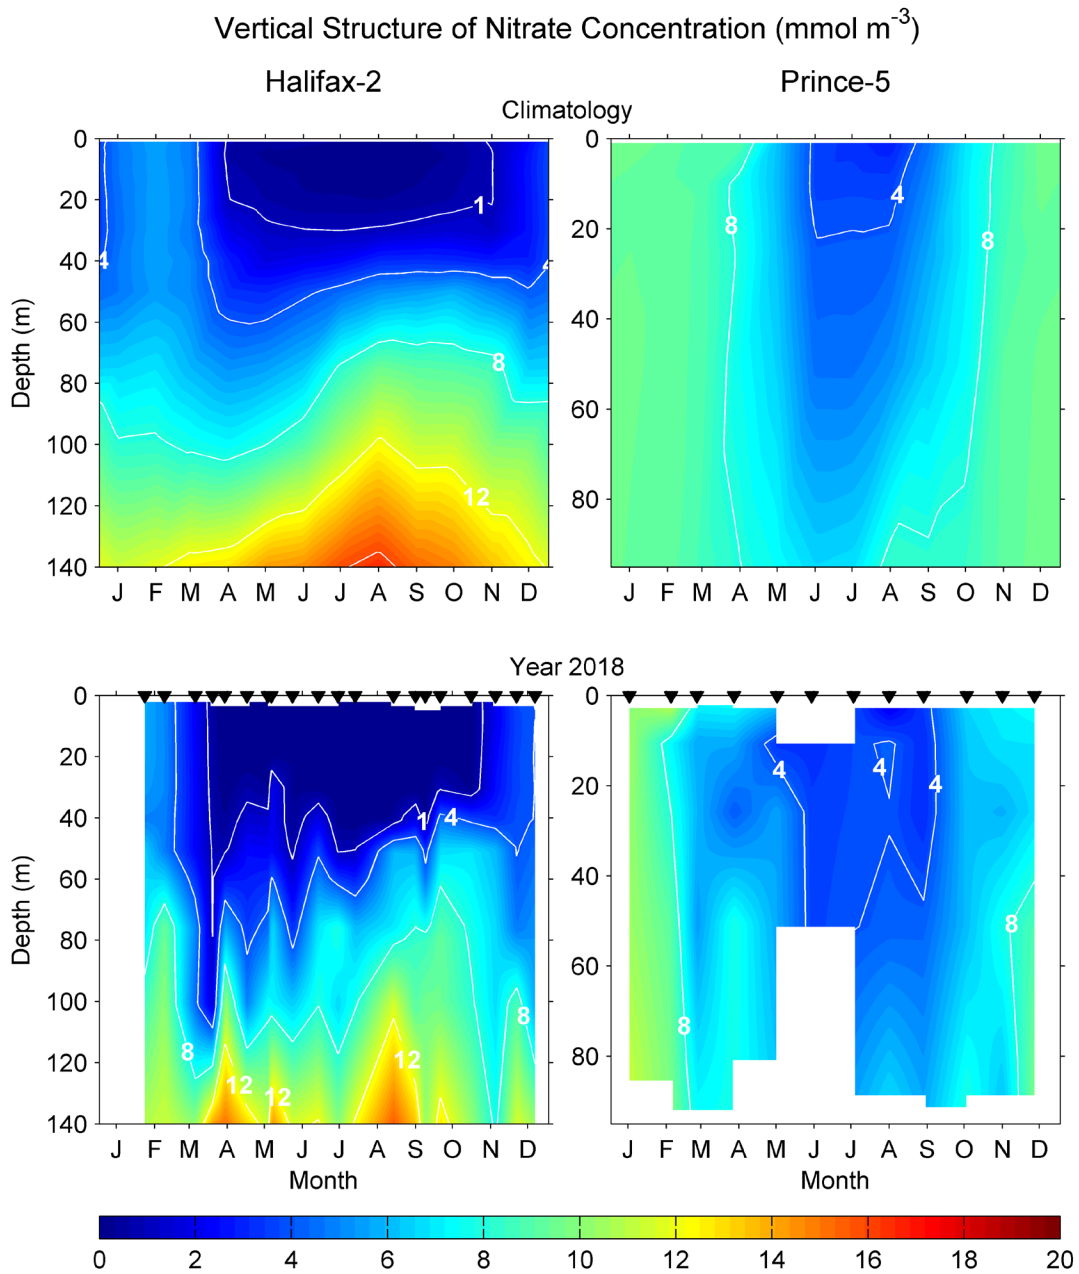 Vertical Structure of Nitrate Concentration (mmol m-3)
Halifax-2 Prince-5
Climatology
0 20 40 60 80 100 120 140
Depth (m)
1 4 4 8 12
J F M A M J J A S O N D
0 20 40 60 80
8 4 8
J F M A M J J A S O N D
Year 2018
0 20 40 60 80 100 120 140
Depth (m)
1 4 8 8 12 12 12
J F M A M J J A S O N D
Month
0 20 40 60 80
4 4 4 8 8
J F M A M J J A S O N D
Month
0 2 4 6 8 10 12 14 16 18 20